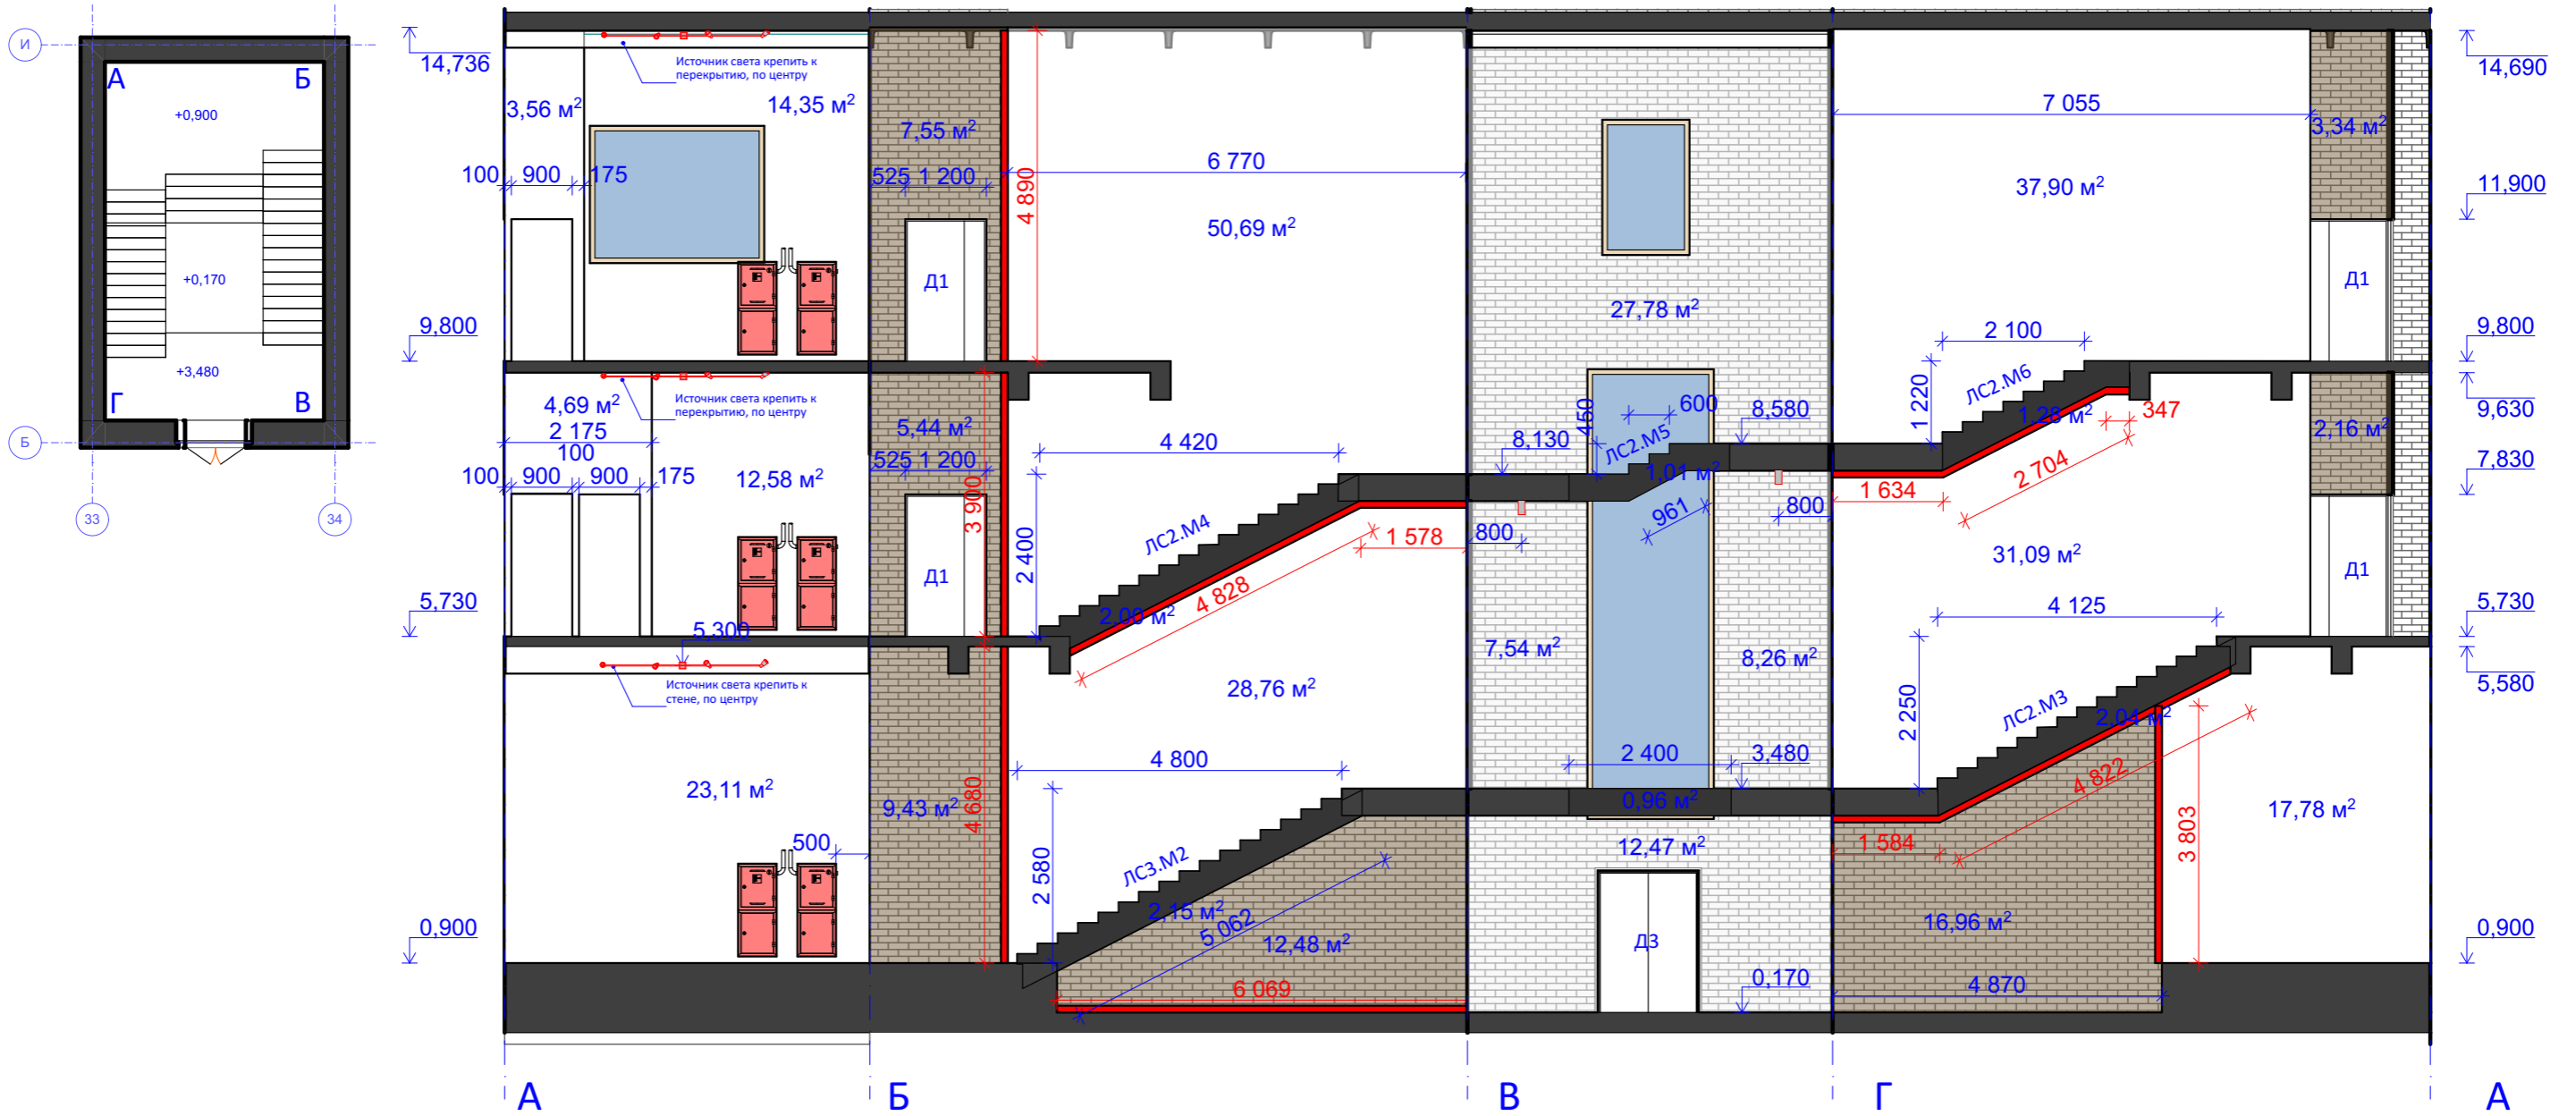 И
А
Б
+0,900
+0,170
+3,480
Г
В
Б
33
34
14,736
9,800
5,730
0,900
Источник света крепить к
перекрытию, по центру
3,56 м²
14,35 м²
100
900
175
Источник света крепить к
перекрытию, по центру
4,69 м²
2 175
100
100
900
900
175
12,58 м²
5,300
Источник света крепить к
стене, по центру
23,11 м²
500
7,55 м²
525
1 200
4 890
Д1
5,44 м²
525
1 200
3 900
Д1
9,43 м²
4 680
6 770
50,69 м²
4 420
2 400
ЛС2.М4
2,00 м²
4 828
1 578
28,76 м²
4 800
2 580
ЛС3.М2
2,15 м²
5 062
12,48 м²
6 069
27,78 м²
450
600
8,580
8,130
ЛС2.М5
1,01 м²
961
800
800
7,54 м²
8,26 м²
2 400
3,480
0,96 м²
12,47 м²
Д3
0,170
7 055
37,90 м²
3,34 м²
Д1
2 100
1 220
ЛС2.М6
1,28 м²
347
2 704
1 634
2,16 м²
31,09 м²
Д1
4 125
2 250
ЛС2.М3
2,04 м²
4 822
1 584
3 803
17,78 м²
16,96 м²
4 870
14,690
11,900
9,800
9,630
7,830
5,730
5,580
0,900
А
Б
В
Г
А